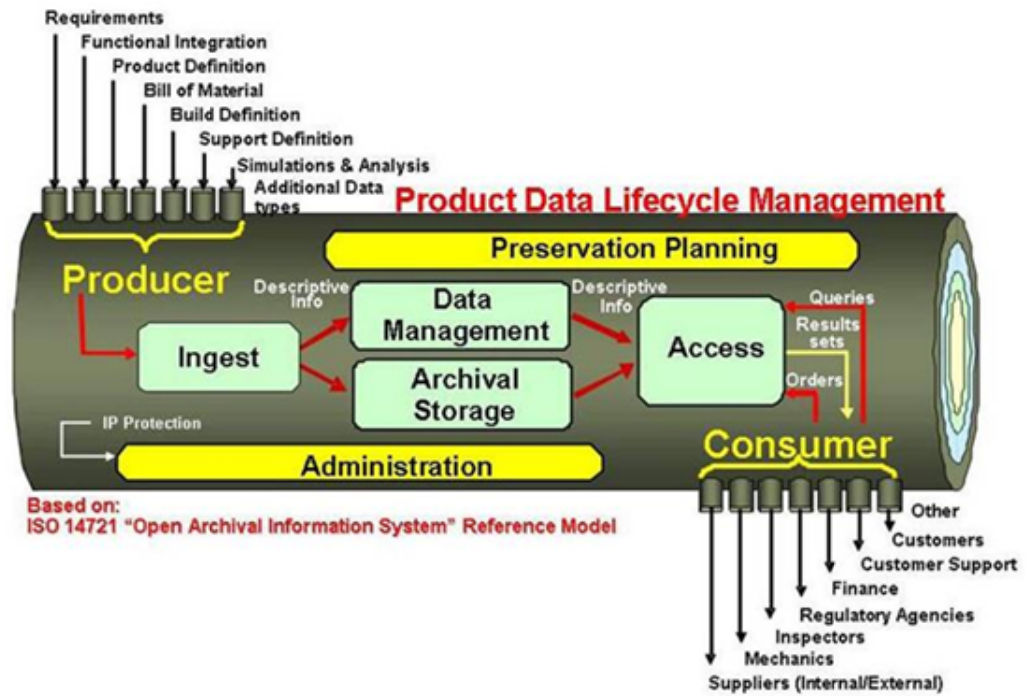 Requirements
Functional Integration
Product Definition
Bill of Material
Build Definition
Support Definition
Simulations & Analysis
Additional Data
types
Product Data Lifecycle Management
Preservation Planning
Producer
Descriptive
Info
Data
Management
Descriptive
Info
Queries
Results
sets
Ingest
Access
Archival
Storage
Orders
IP Protection
Consumer
Administration
Based on:
ISO 14721 “Open Archival Information System” Reference Model
Other
Customers
Customer Support
Finance
Regulatory Agencies
Inspectors
Mechanics
Suppliers (Internal/External)